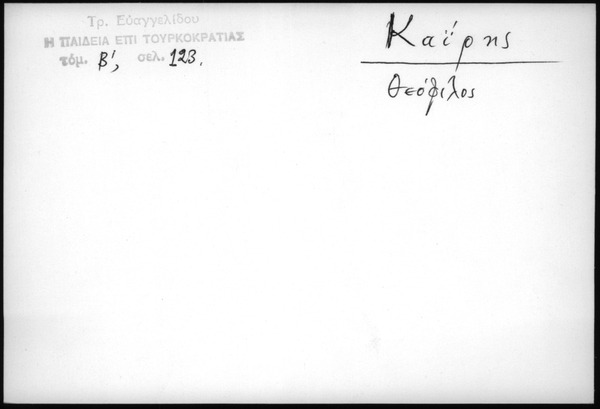 Τρ. Εὐαγγελίδου
Η ΠΑΙΔΕΙΑ ΕΠΙ ΤΟΥΡΚΟΚΡΑΤΙΑΣ
τόμ. Β', σελ. 123.
Καΐρης
Θεόφιλος